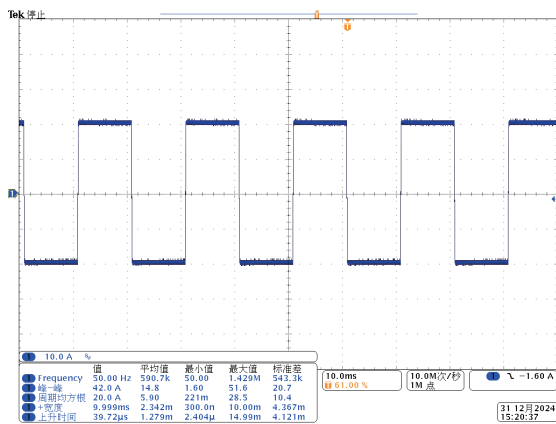 Tek 停止
T
T
1
1 10.0 A
值 平均值 最小值 最大值 标准差
1 Frequency 50.00 Hz 590.7k 50.00 1.429M 543.3k
1 峰-峰 42.0 A 14.8 1.60 51.6 20.7
1 周期均方根 20.0 A 5.90 221m 28.5 10.4
1 +宽度 9.999ms 2.342m 300.0n 10.00m 4.367m
1 上升时间 39.72µs 1.279m 2.404µ 14.99m 4.121m
10.0ms
T 61.00 %
10.0M次/秒
1M 点
1 -1.60 A
31 12月 2024
15:20:37